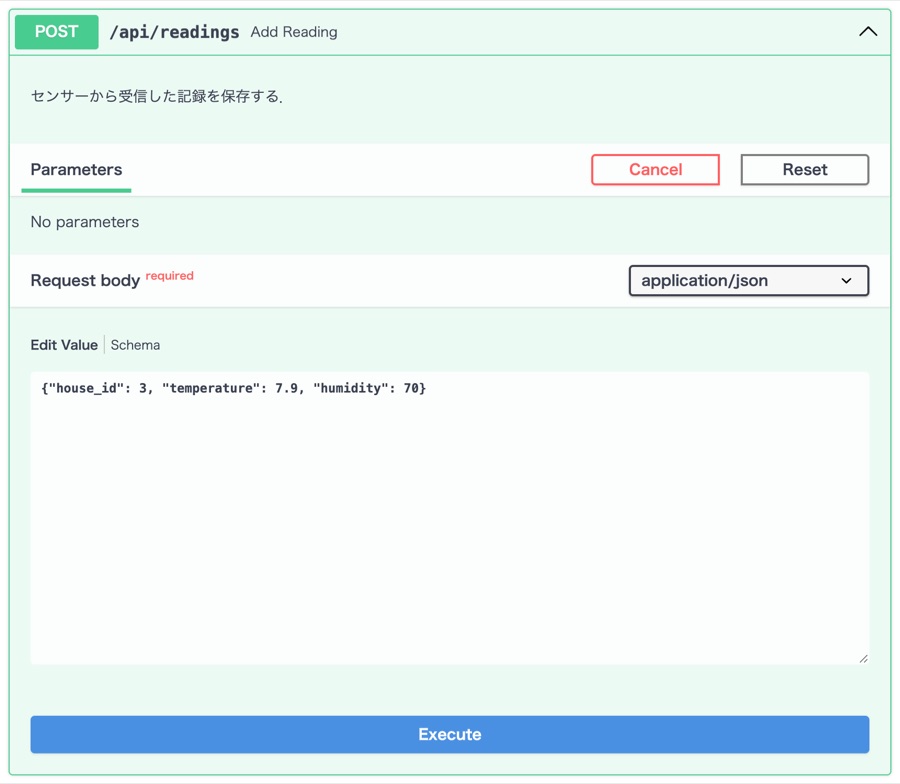 POST /api/readings Add Reading
センサーから受信した記録を保存する.
Parameters Cancel Reset
No parameters
Request body required application/json
Edit Value Schema
{"house_id": 3, "temperature": 7.9, "humidity": 70}
Execute